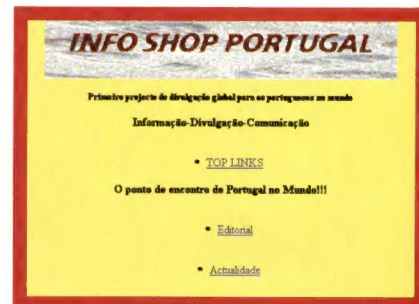 INFO SHOP PORTUGAL
Primeiro projecto de divulgação global para os portugueses no mundo
Informação-Divulgação-Comunicação
• TOP LINKS
O ponto de encontro de Portugal no Mundo!!!
• Editorial
• Actualidade